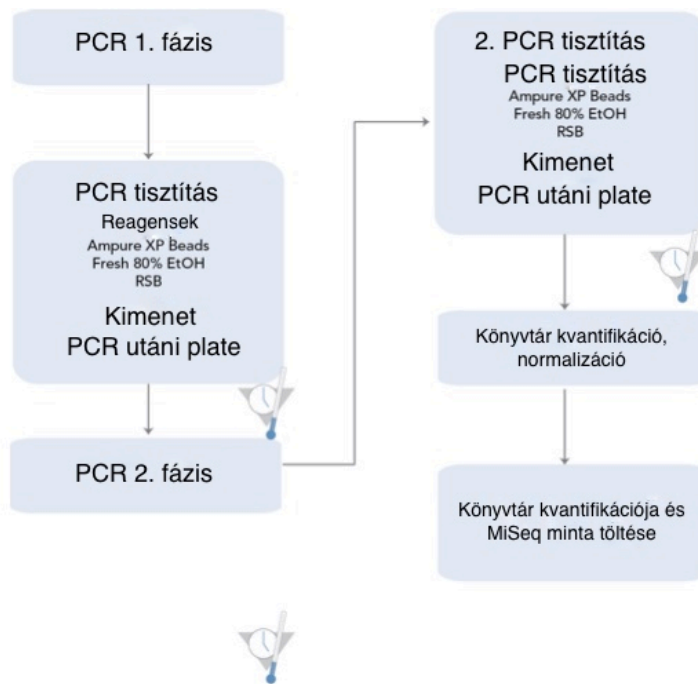 PCR 1. fázis
PCR tisztítás
Reagensek
Ampure XP Beads
Fresh 80% EtOH
RSB
Kimenet
PCR utáni plate
PCR 2. fázis
2. PCR tisztítás
PCR tisztítás
Ampure XP Beads
Fresh 80% EtOH
RSB
Kimenet
PCR utáni plate
Könyvtár kvantifikáció,
normalizáció
Könyvtár kvantifikációja és
MiSeq minta töltése